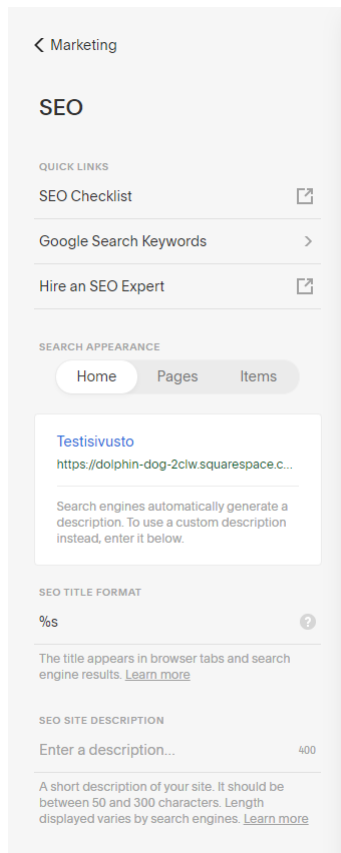 Marketing
SEO
QUICK LINKS
SEO Checklist
Google Search Keywords
Hire an SEO Expert
SEARCH APPEARANCE
Home Pages Items
Testisivusto
https://dolphin-dog-2clw.squarespace.c...
Search engines automatically generate a
description. To use a custom description
instead, enter it below.
SEO TITLE FORMAT
%s
?
The title appears in browser tabs and search
engine results. Learn more
SEO SITE DESCRIPTION
Enter a description... 400
A short description of your site. It should be
between 50 and 300 characters. Length
displayed varies by search engines. Learn more